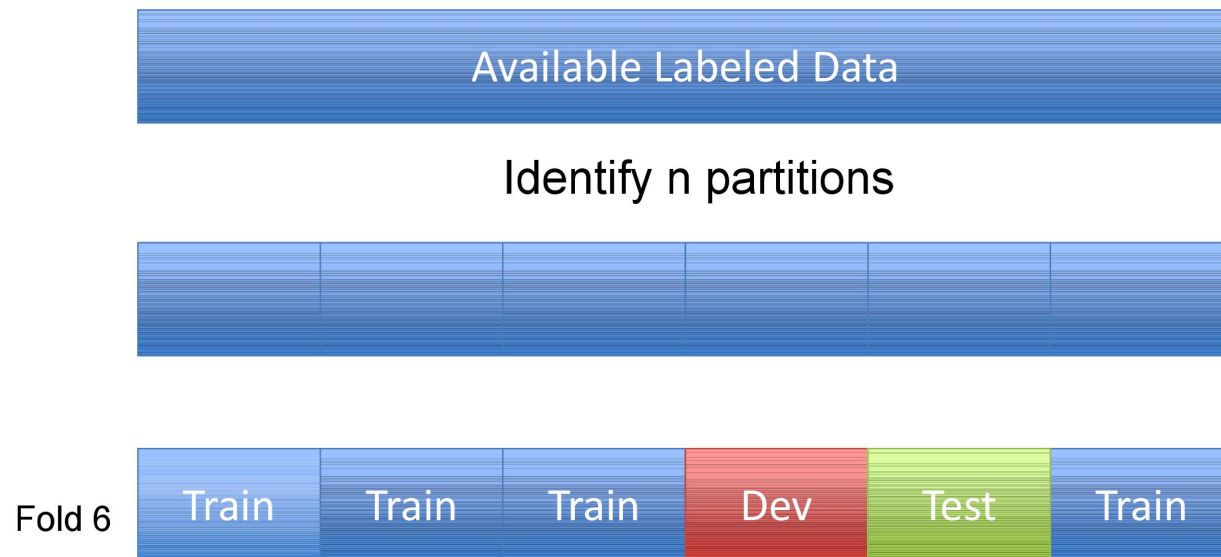 Available Labeled Data
Identify n partitions
Fold 6 Train Train Train Dev Test Train